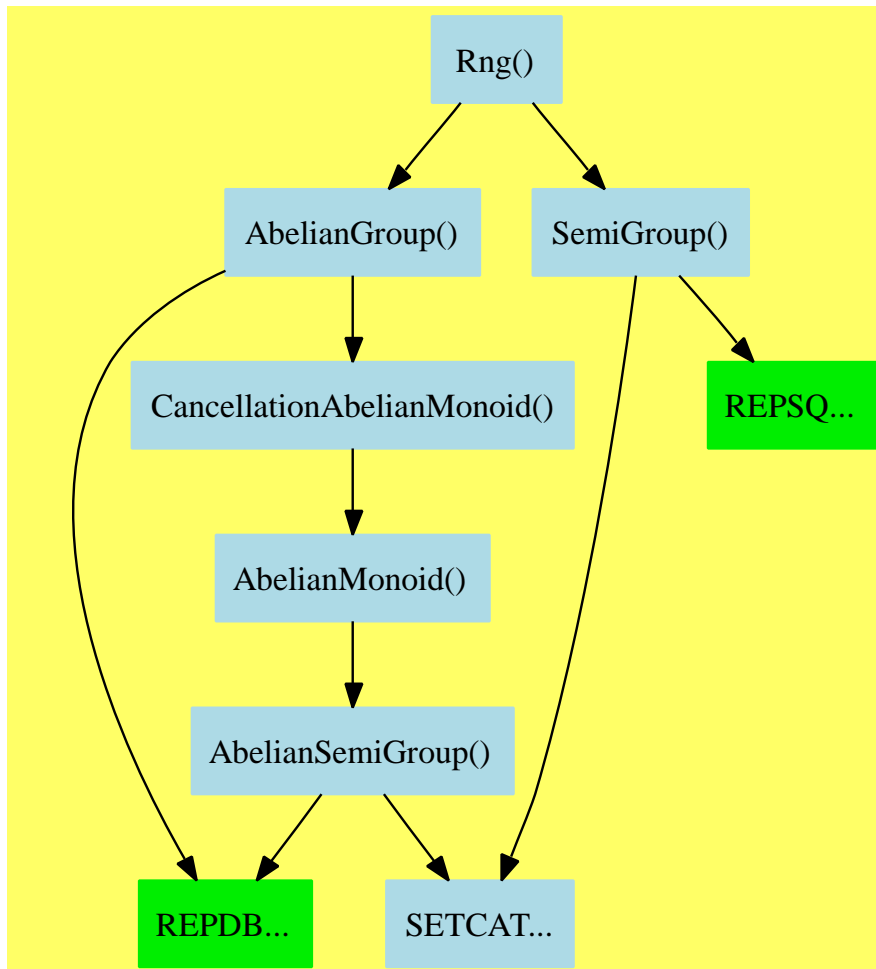 Rng()
AbelianGroup()
SemiGroup()
CancellationAbelianMonoid()
REPSQ...
AbelianMonoid()
AbelianSemiGroup()
REPDB...
SETCAT...